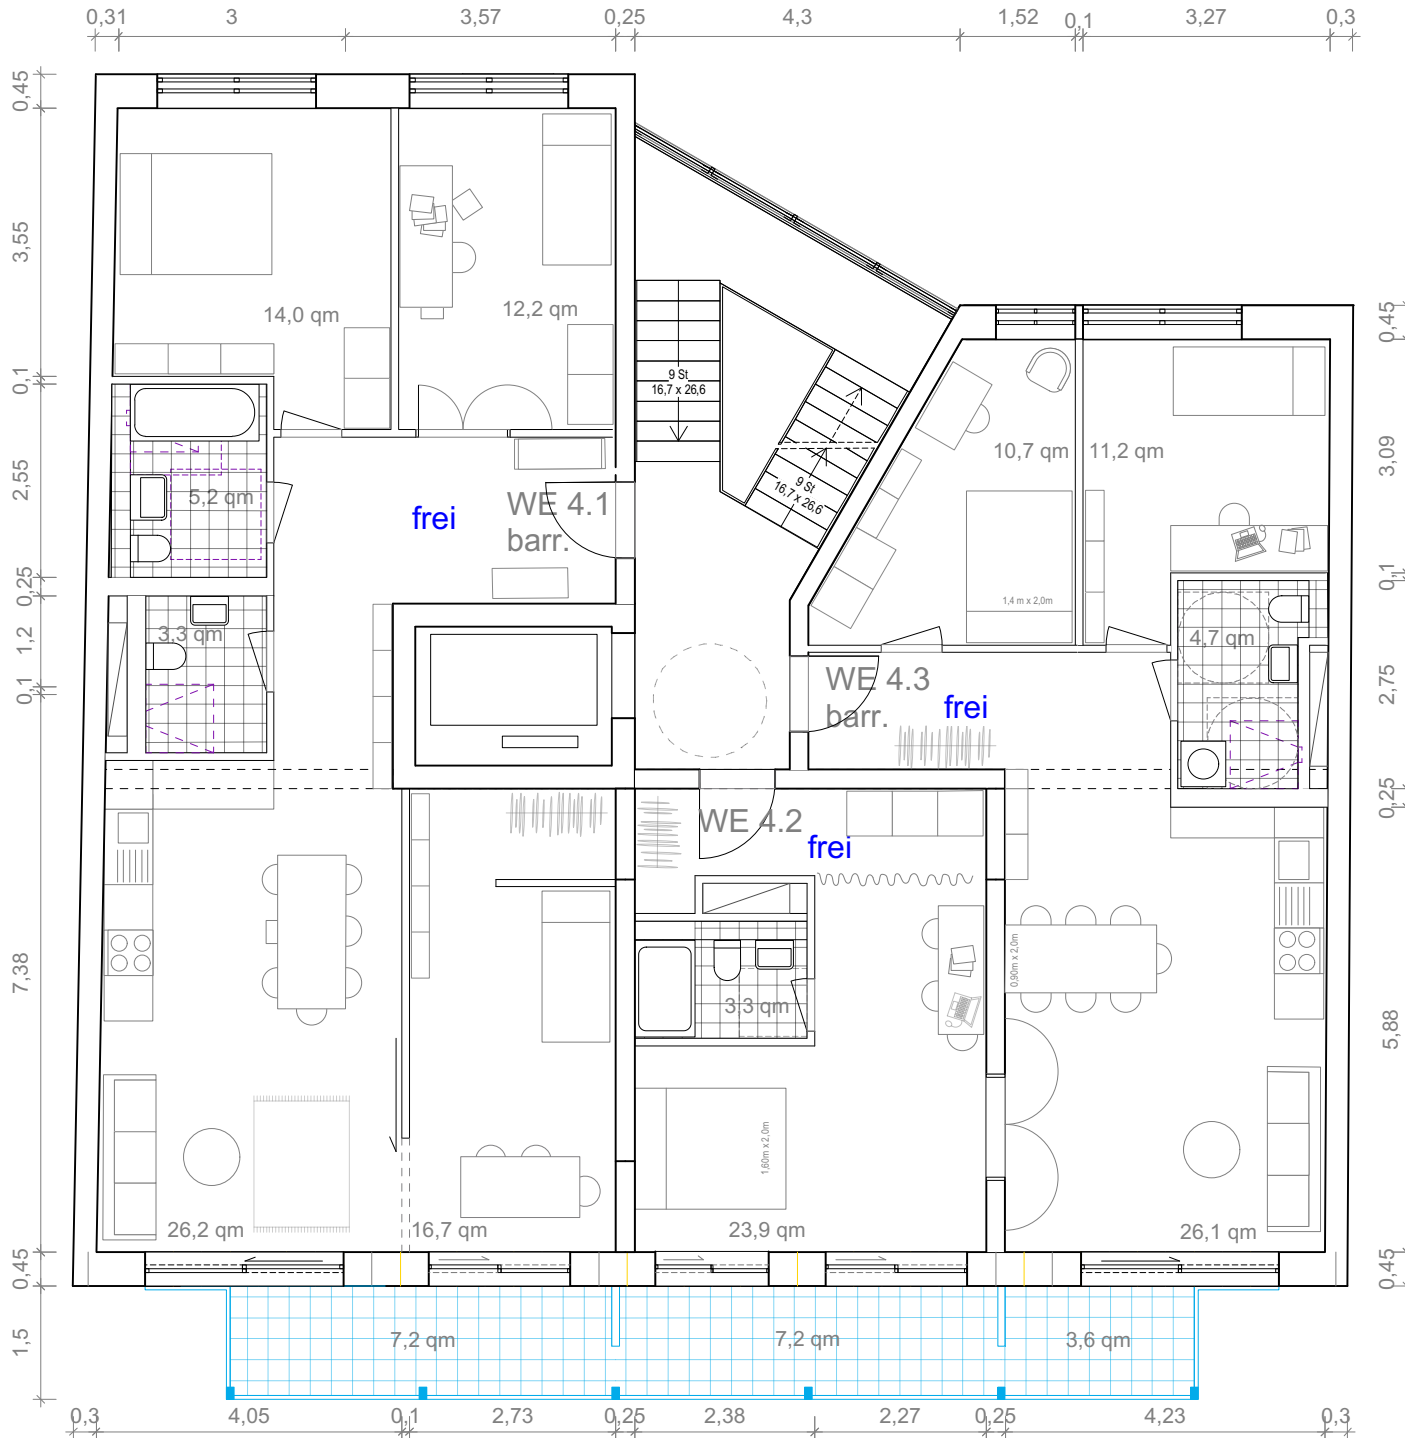 0,31 3 3,57 0,25 4,3 1,52 0,1 3,27 0,3
0,45
3,55
0,1
2,55
0,25
1,2
0,1
7,38
0,45
1,5
14,0 qm
12,2 qm
9 St
16,7 x 26,6
9 St
16,7 x 26,6
10,7 qm
11,2 qm
5,2 qm
frei
WE 4.1
barr.
1,4 m x 2,0m
3,3 qm
4,7 qm
WE 4.3
barr.
frei
WE 4.2
frei
0,90m x 2,0m
3,3 qm
1,60m x 2,0m
26,2 qm
16,7 qm
23,9 qm
26,1 qm
7,2 qm
7,2 qm
3,6 qm
0,45
3,09
0,1
2,75
0,25
5,88
0,45
0,3 4,05 0,1 2,73 0,25 2,38 2,27 0,25 4,23 0,3